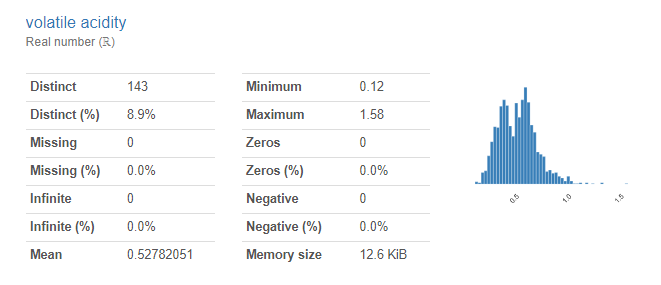 volatile acidity
Real number (ℝ)
Distinct 143
Distinct (%) 8.9%
Missing 0
Missing (%) 0.0%
Infinite 0
Infinite (%) 0.0%
Mean 0.52782051
Minimum 0.12
Maximum 1.58
Zeros 0
Zeros (%) 0.0%
Negative 0
Negative (%) 0.0%
Memory size 12.6 KiB
0.5 1.0 1.5